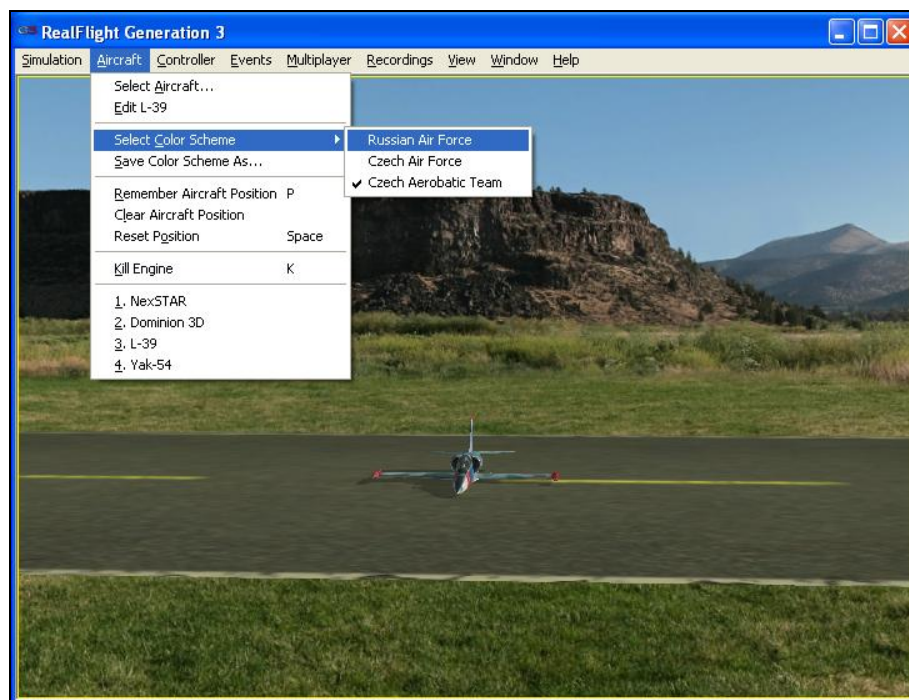 RealFlight Generation 3
Simulation Aircraft Controller Events Multiplayer Recordings View Window Help
Select Aircraft...
Edit L-39
Select Color Scheme
Russian Air Force
Save Color Scheme As...
Czech Air Force
Czech Aerobatic Team
Remember Aircraft Position P
Clear Aircraft Position
Reset Position Space
Kill Engine K
1. NexSTAR
2. Dominion 3D
3. L-39
4. Yak-54